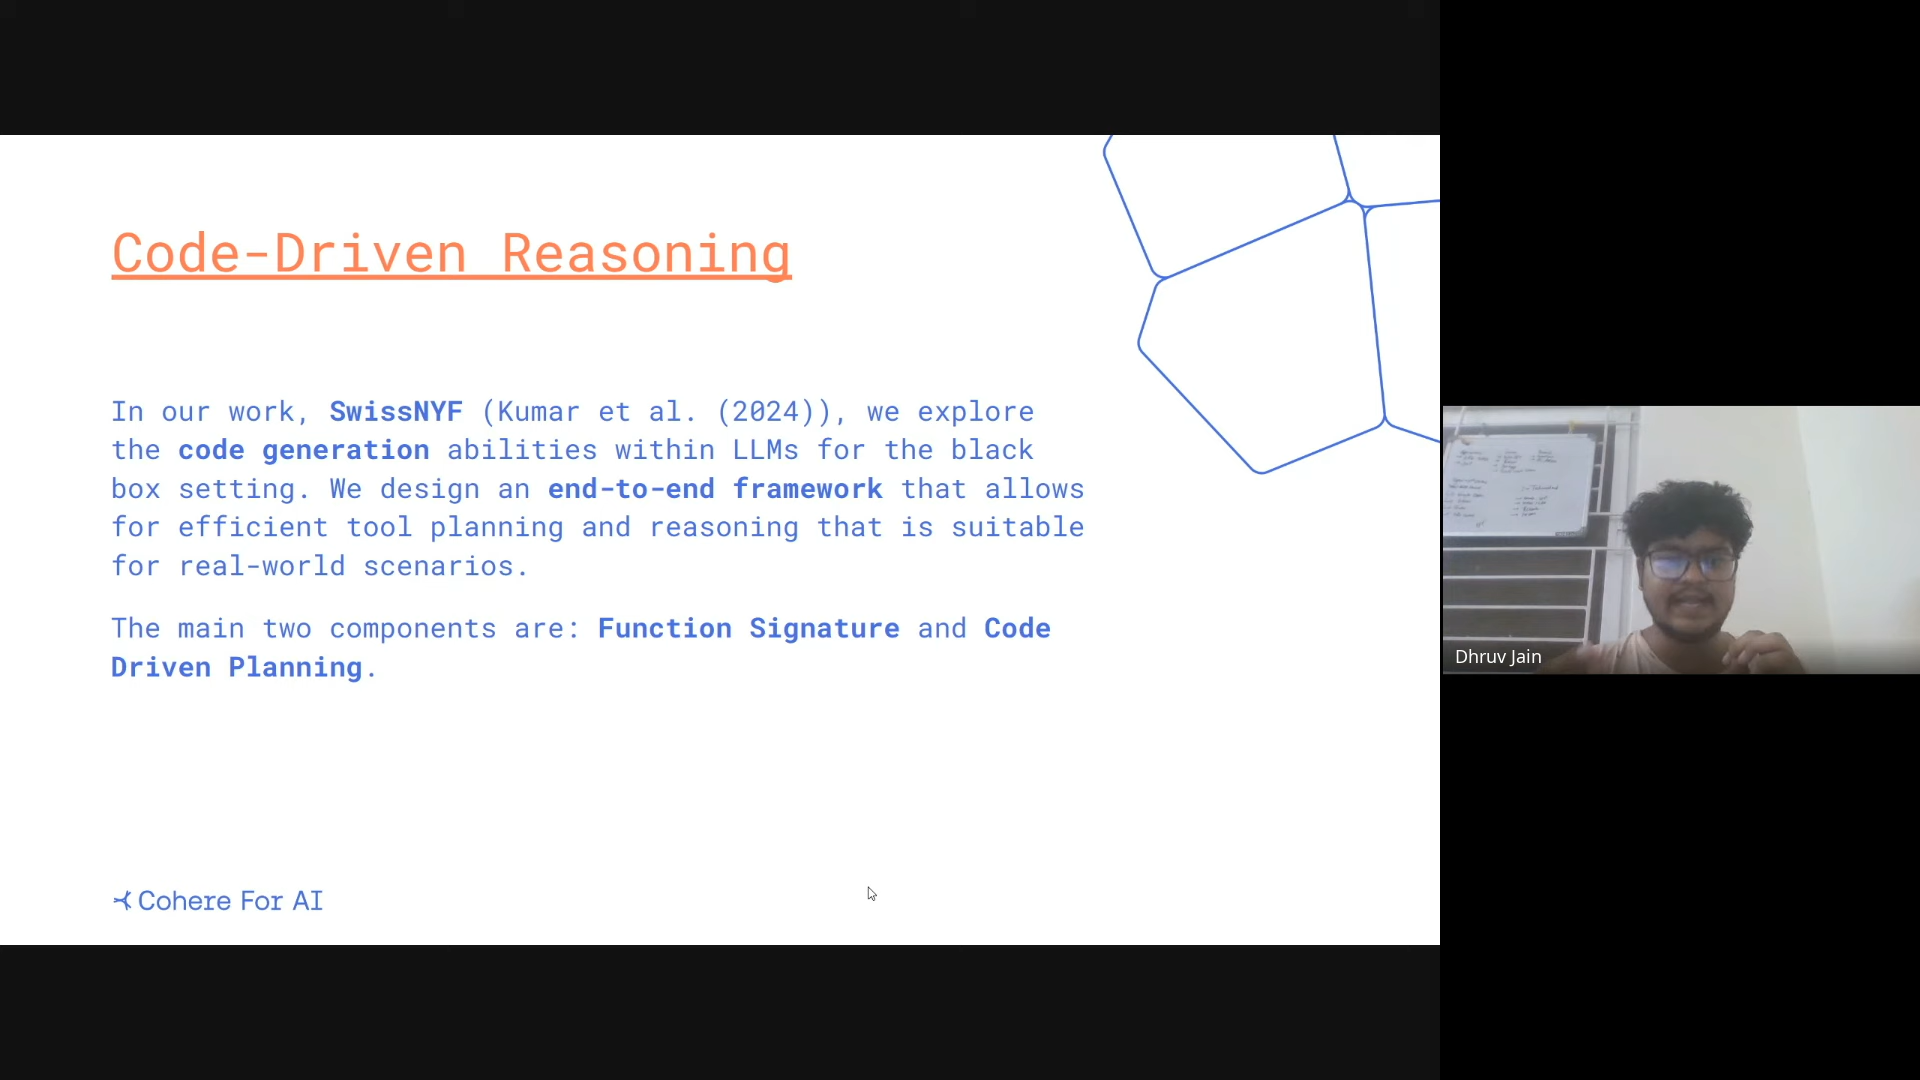 Code-Driven Reasoning
In our work, SwissNYF (Kumar et al. (2024)), we explore
the code generation abilities within LLMs for the black
box setting. We design an end-to-end framework that allows
for efficient tool planning and reasoning that is suitable
for real-world scenarios.
The main two components are: Function Signature and Code
Driven Planning.
Cohere For AI
Dhruv Jain